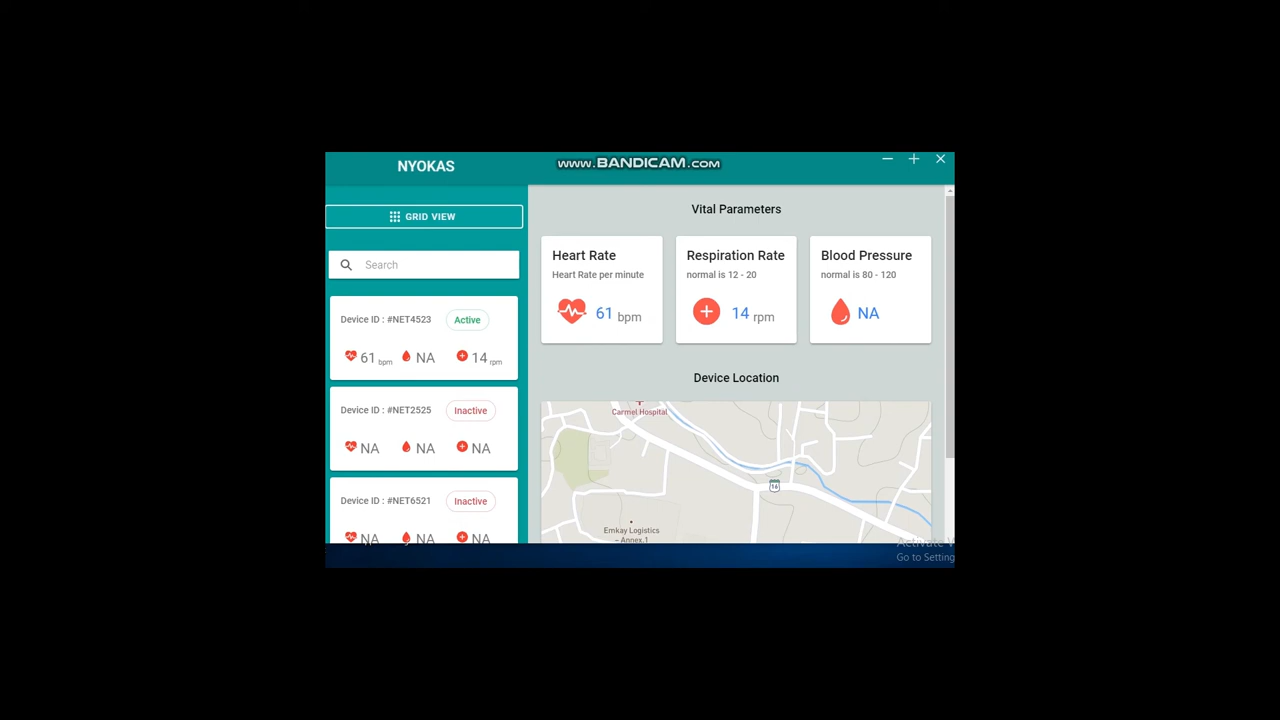 NYOKAS
www.BANDICAM.com
GRID VIEW
Search
Device ID : #NET4523
Active
61 bpm
NA
14 rpm
Device ID : #NET2525
Inactive
NA
NA
NA
Device ID : #NET6521
Inactive
NA
NA
NA
Vital Parameters
Heart Rate
Heart Rate per minute
61 bpm
Respiration Rate
normal is 12 - 20
14 rpm
Blood Pressure
normal is 80 - 120
NA
Device Location
Carmel Hospital
16
Emkay Logistics
– Annex.1
Activate
Go to Setting